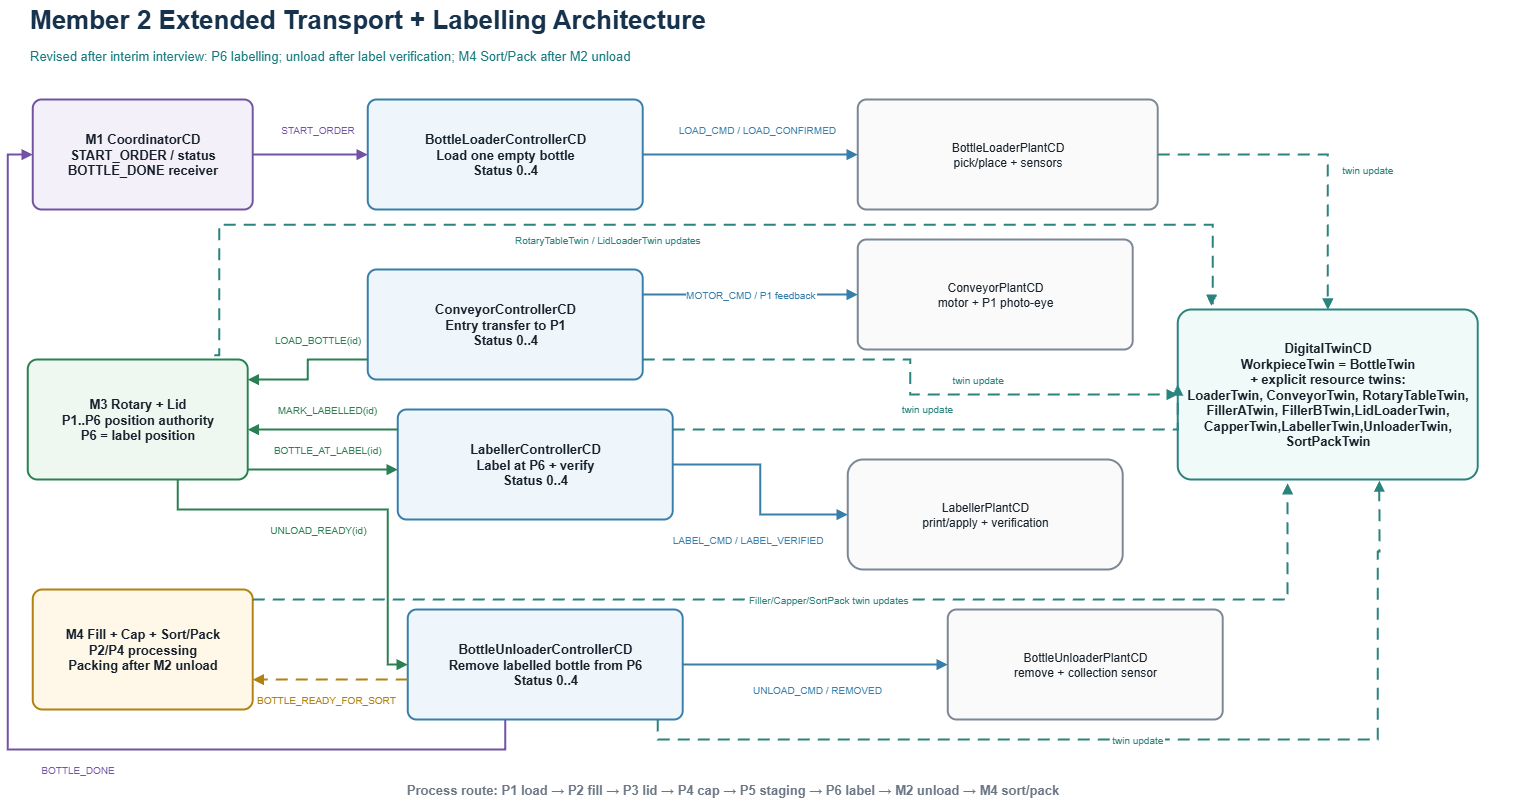 Member 2 Extended Transport + Labelling Architecture
Revised after interim interview: P6 labelling; unload after label verification; M4 Sort/Pack after M2 unload
M1 CoordinatorCD
START_ORDER / status
BOTTLE_DONE receiver
START_ORDER
BottleLoaderControllerCD
Load one empty bottle
Status 0..4
LOAD_CMD / LOAD_CONFIRMED
BottleLoaderPlantCD
pick/place + sensors
twin update
RotaryTableTwin / LidLoaderTwin updates
ConveyorControllerCD
Entry transfer to P1
Status 0..4
MOTOR_CMD / P1 feedback
ConveyorPlantCD
motor + P1 photo-eye
LOAD_BOTTLE(id)
twin update
DigitalTwinCD
WorkpieceTwin = BottleTwin
+ explicit resource twins:
LoaderTwin, ConveyorTwin, RotaryTableTwin,
FillerATwin, FillerBTwin,LidLoaderTwin,
CapperTwin,LabellerTwin,UnloaderTwin,
SortPackTwin
M3 Rotary + Lid
P1..P6 position authority
P6 = label position
MARK_LABELLED(id)
twin update
BOTTLE_AT_LABEL(id)
LabellerControllerCD
Label at P6 + verify
Status 0..4
LabellerPlantCD
print/apply + verification
UNLOAD_READY(id)
LABEL_CMD / LABEL_VERIFIED
M4 Fill + Cap + Sort/Pack
P2/P4 processing
Packing after M2 unload
Filler/Capper/SortPack twin updates
BottleUnloaderControllerCD
Remove labelled bottle from P6
Status 0..4
BottleUnloaderPlantCD
remove + collection sensor
BOTTLE_READY_FOR_SORT
UNLOAD_CMD / REMOVED
twin update
BOTTLE_DONE
Process route: P1 load → P2 fill → P3 lid → P4 cap → P5 staging → P6 label → M2 unload → M4 sort/pack